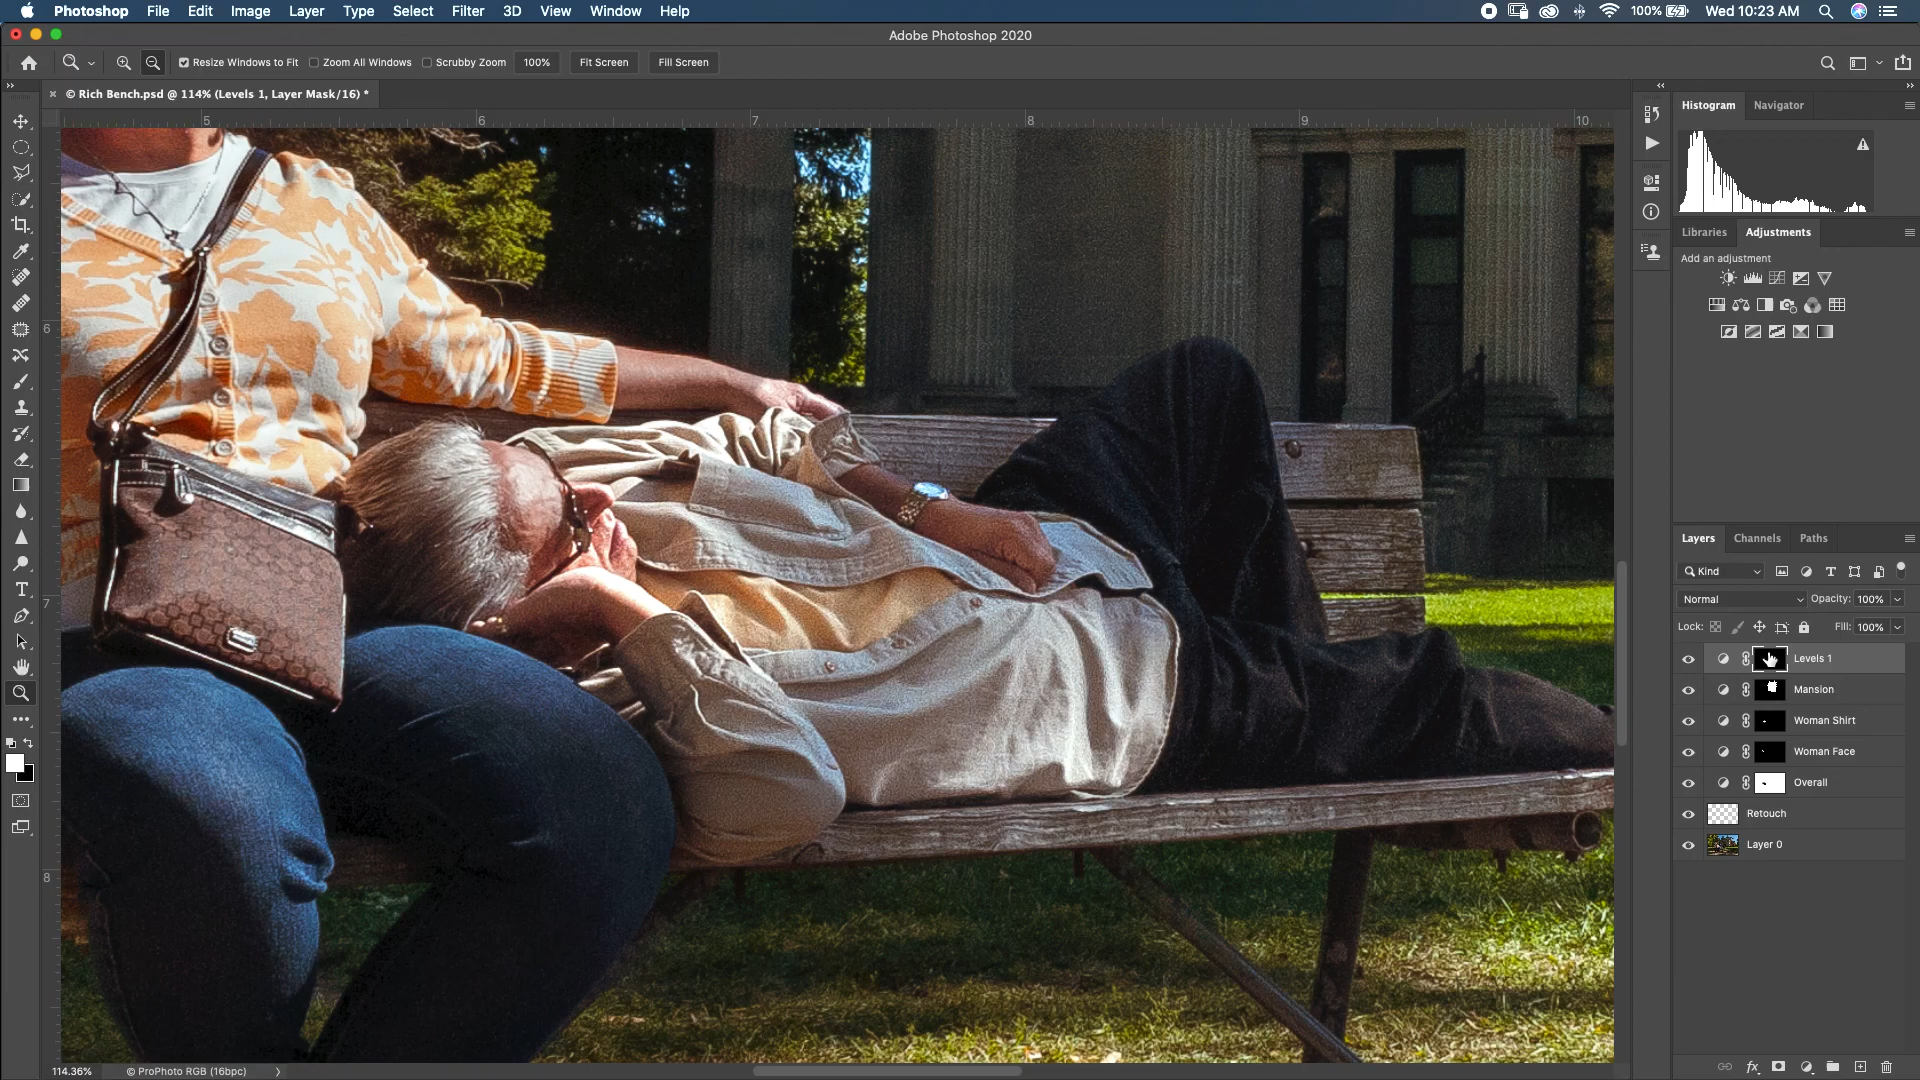 Photoshop File Edit Image Layer Type Select Filter 3D View Window Help 100% Wed 10:23 AM
Adobe Photoshop 2020
Resize Windows to Fit Zoom All Windows Scrubby Zoom 100% Fit Screen Fill Screen
© Rich Bench.psd @ 114% (Levels 1, Layer Mask/16) *
5 6 7 8 9 10
6
7
8
Histogram Navigator
Libraries Adjustments
Add an adjustment
Layers Channels Paths
Kind
Normal Opacity: 100%
Lock: Fill: 100%
Levels 1
Mansion
Woman Shirt
Woman Face
Overall
Retouch
Layer 0
114.36% © ProPhoto RGB (16bpc)